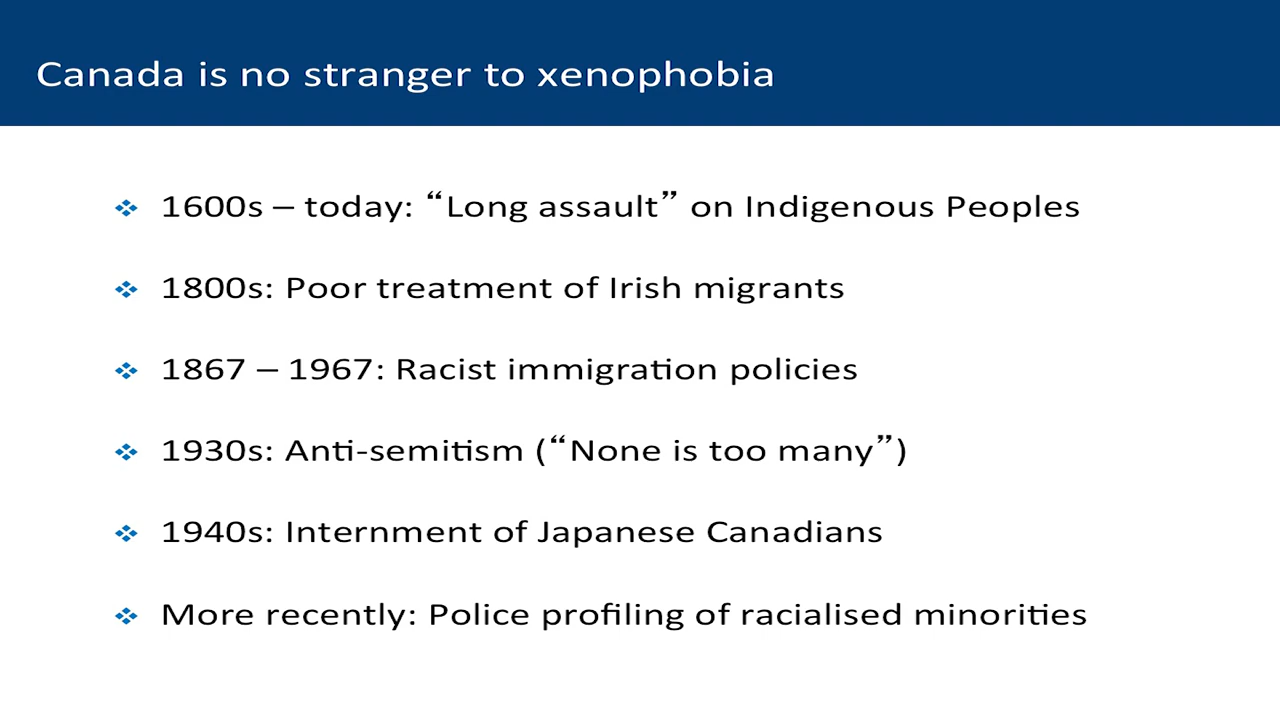 Canada is no stranger to xenophobia
❖ 1600s – today: “Long assault” on Indigenous Peoples
❖ 1800s: Poor treatment of Irish migrants
❖ 1867 – 1967: Racist immigration policies
❖ 1930s: Anti-semitism (“None is too many”)
❖ 1940s: Internment of Japanese Canadians
❖ More recently: Police profiling of racialised minorities